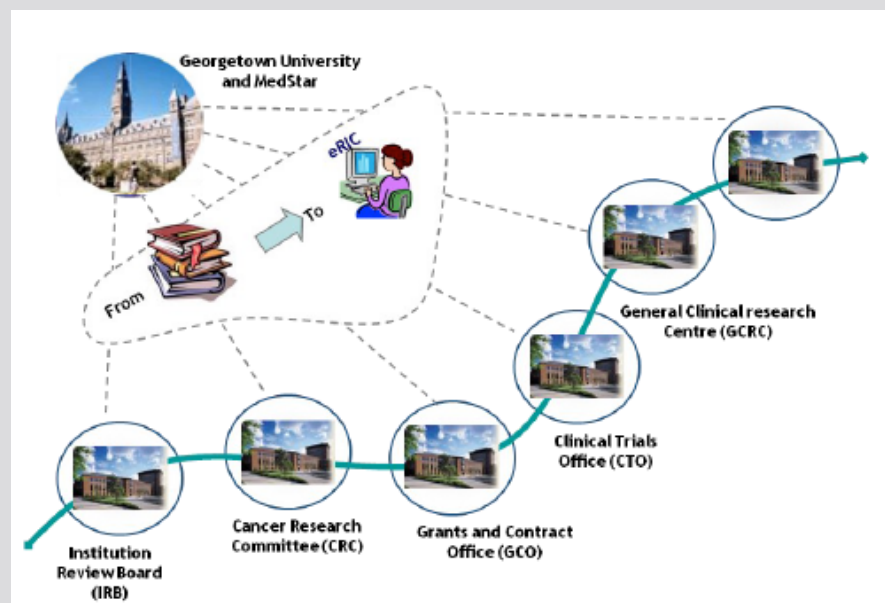 Georgetown University
and MedStar
eRIC
To
From
General Clinical research
Centre (GCRC)
Clinical Trials
Office (CTO)
Grants and Contract
Office (GCO)
Cancer Research
Committee (CRC)
Institution
Review Board
(IRB)